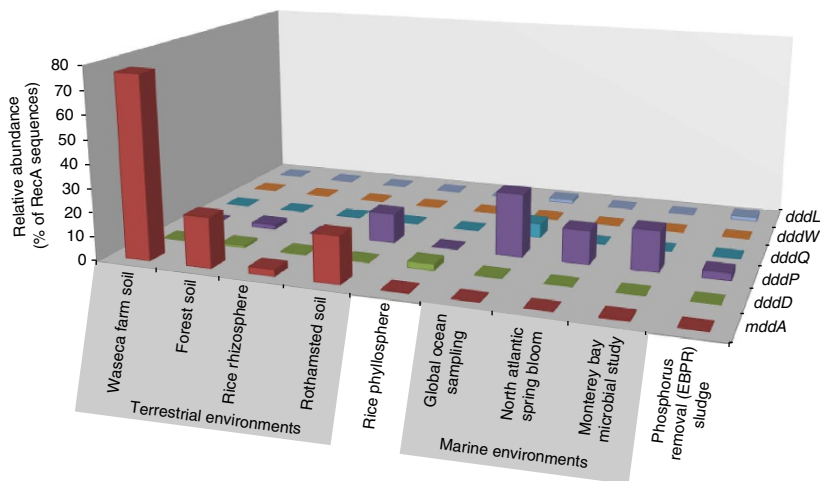 Relative abundance
(% of RecA sequences)
80
70
60
50
40
30
20
10
0
Waseca farm soil
Forest soil
Rice rhizosphere
Rothamsted soil
Rice phyllosphere
Global ocean
sampling
North atlantic
spring bloom
Monterey bay
microbial study
Phosphorus
removal (EBPR)
sludge
Terrestrial environments
Marine environments
dddL
dddW
dddQ
dddP
dddD
mddA